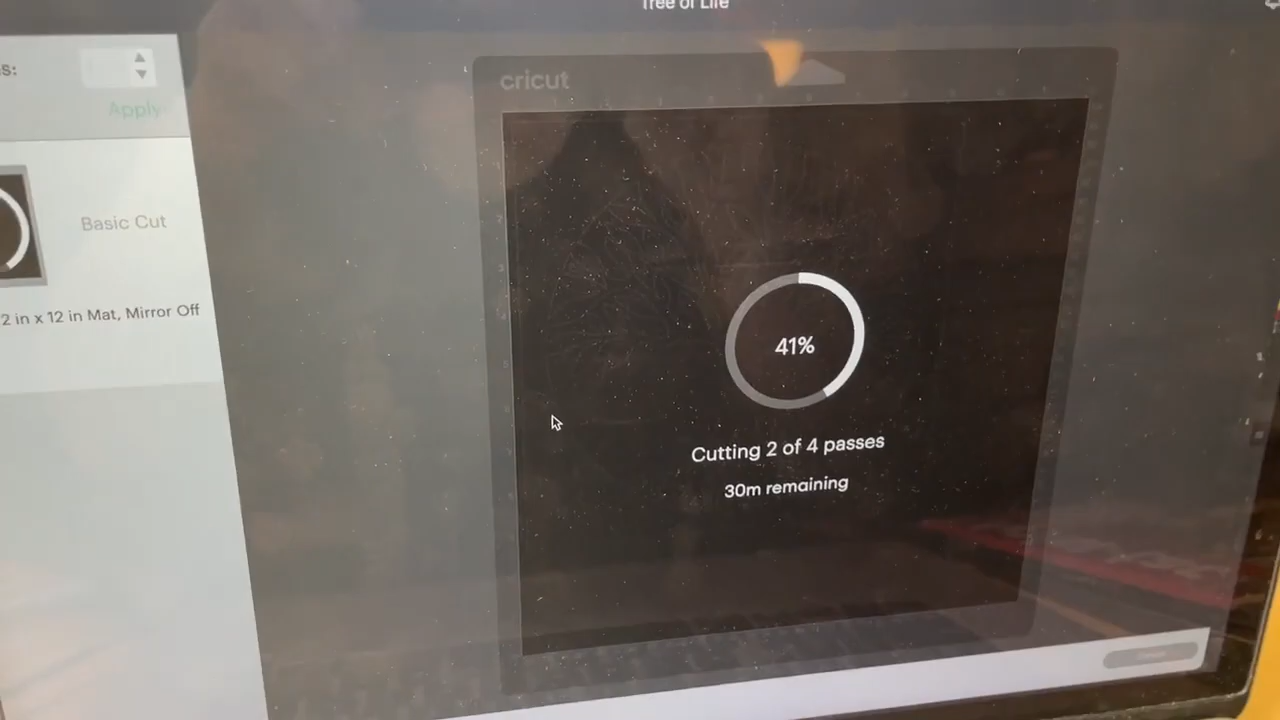 Tree of Life
s:
Apply
cricut
Basic Cut
2 in x 12 in Mat, Mirror Off
41%
Cutting 2 of 4 passes
30m remaining